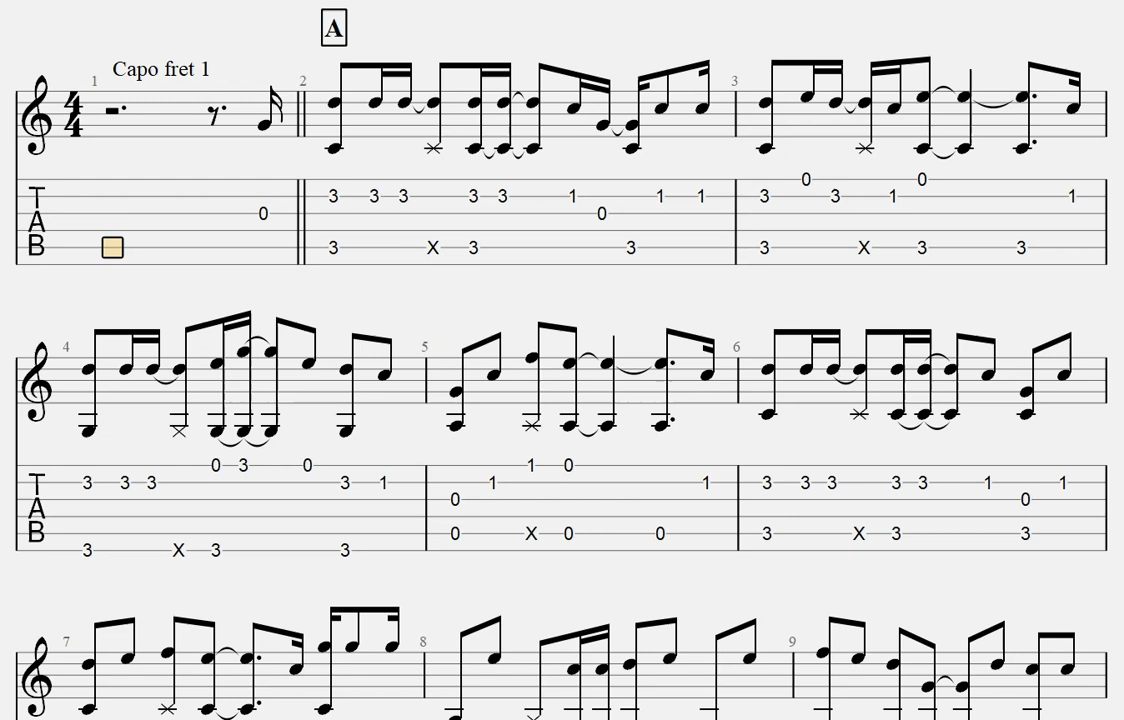 A
Capo fret 1
1 2 3
4
4
T 3 3 3 3 3 1 0 1 1 3 0 3 1 0 1
A 0
B 3 X 3 3 3 X 3 3
4 5 6
T 0 3 0 1 0
3 3 3 3 1 1 1 3 3 3 3 3 1 1
A 0 0
B 0 X 0 0 3 X 3 3
3 X 3 3
7 8 9